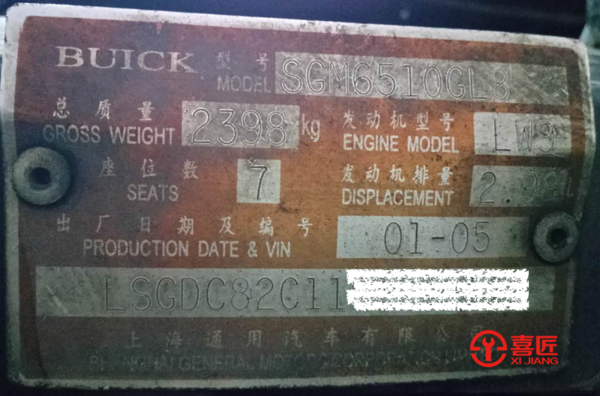 BUICK 型号 MODEL SGM6510GL8
总质量 GROSS WEIGHT 2398 kg 发动机型号 ENGINE MODEL LW9
座位数 SEATS 7 发动机排量 DISPLACEMENT 2.98L
出厂日期及编号 PRODUCTION DATE & VIN 01-05
LSGDC82C11
上海通用汽车有限公司
喜匠
XI JIANG